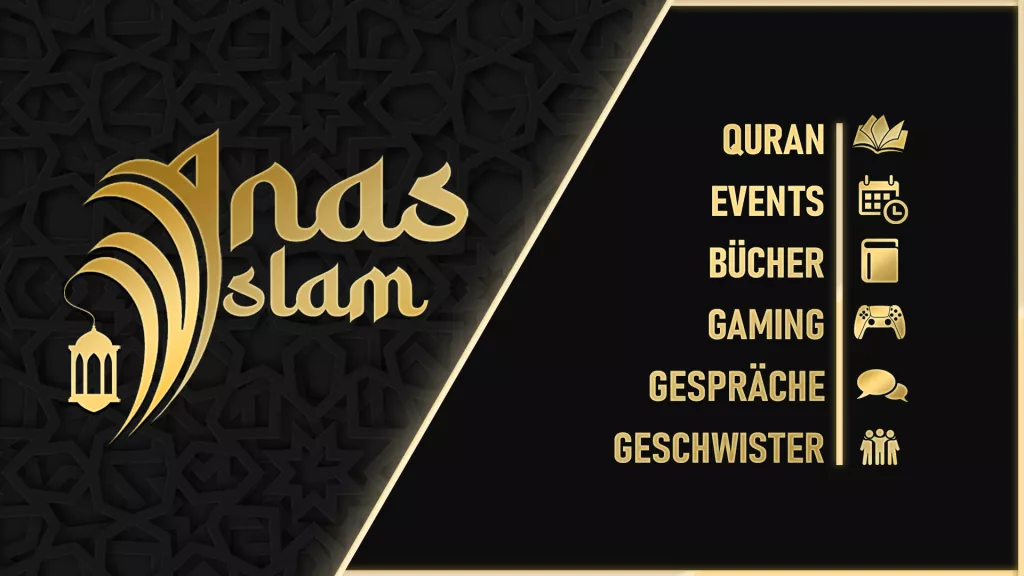 Anas
Islam
QURAN
EVENTS
BÜCHER
GAMING
GESPRÄCHE
GESCHWISTER